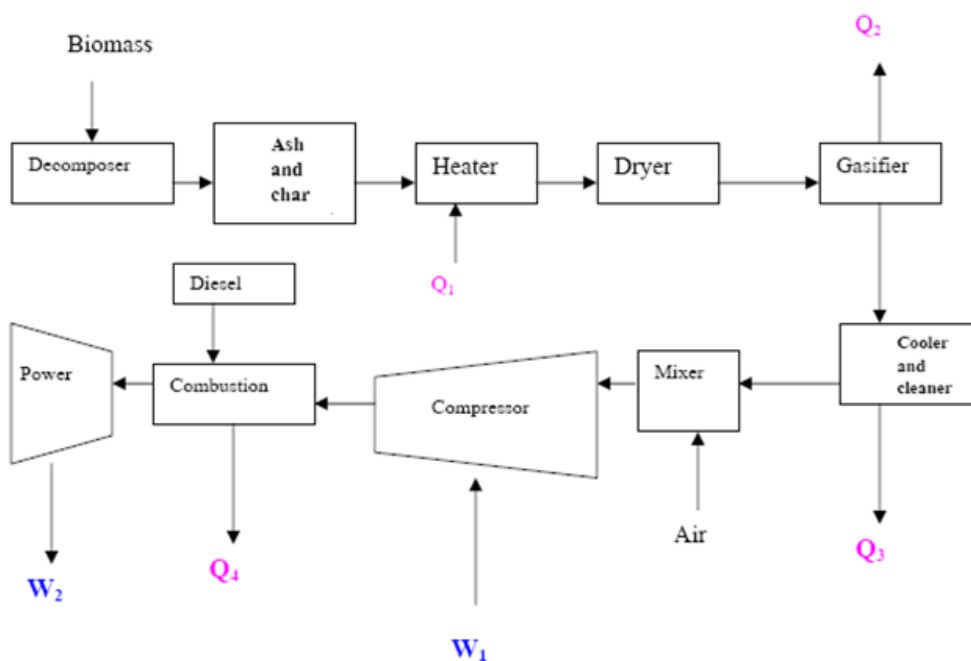 Biomass
Q₂
Decomposer
Ash
and
char
Heater
Dryer
Gasifier
Q₁
Diesel
Power
Combustion
Compressor
Mixer
Cooler
and
cleaner
Air
W₂
Q₄
W₁
Q₃